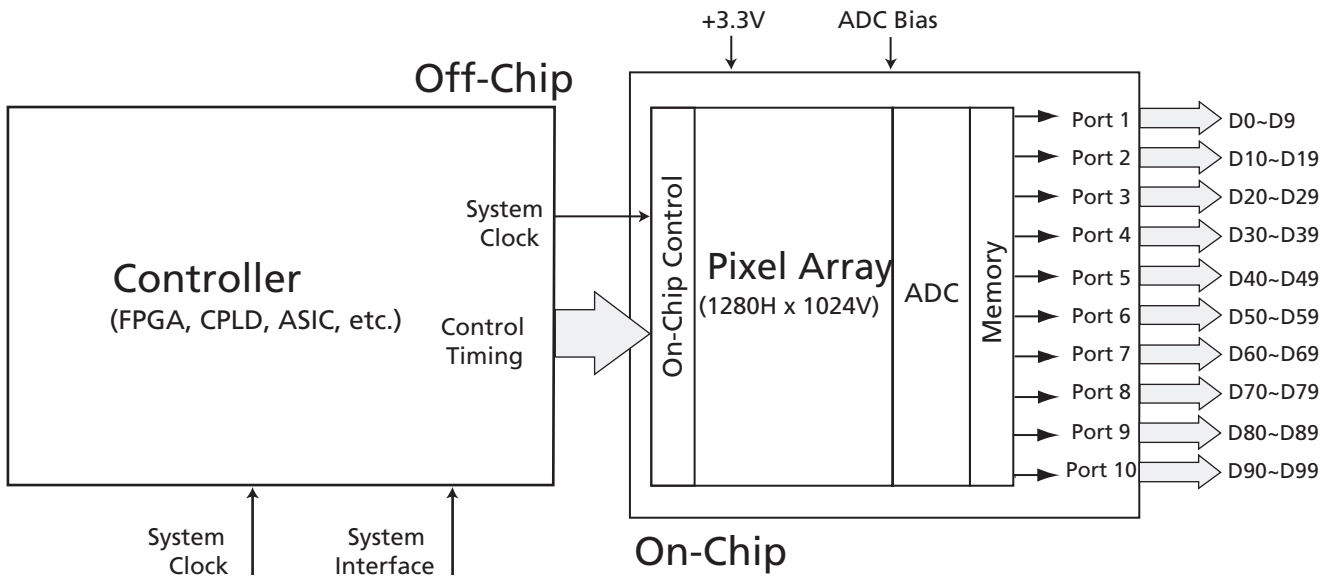 +3.3V
ADC Bias
Off-Chip
System
Clock
Controller
(FPGA, CPLD, ASIC, etc.)
Control
Timing
On-Chip Control
Pixel Array
(1280H x 1024V)
ADC
Memory
Port 1
D0~D9
Port 2
D10~D19
Port 3
D20~D29
Port 4
D30~D39
Port 5
D40~D49
Port 6
D50~D59
Port 7
D60~D69
Port 8
D70~D79
Port 9
D80~D89
Port 10
D90~D99
System
Clock
System
Interface
On-Chip